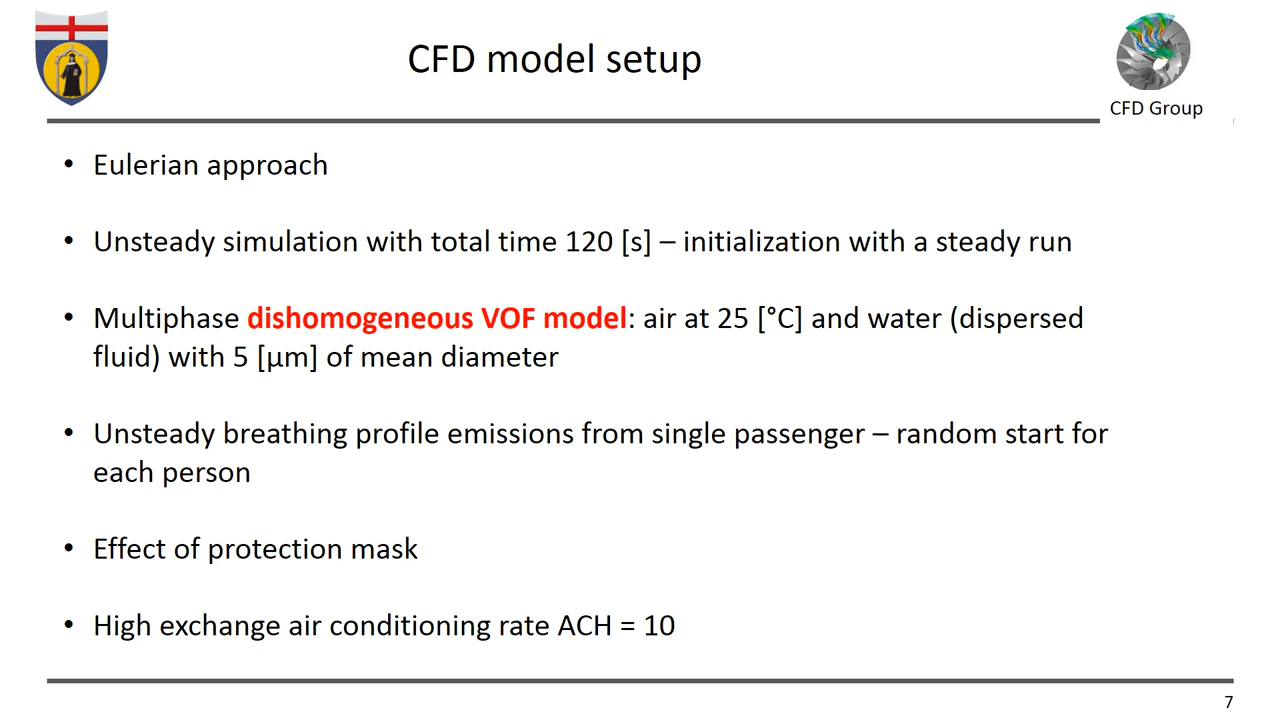 CFD model setup
CFD Group
• Eulerian approach
• Unsteady simulation with total time 120 [s] – initialization with a steady run
• Multiphase dishomogeneous VOF model: air at 25 [°C] and water (dispersed
fluid) with 5 [µm] of mean diameter
• Unsteady breathing profile emissions from single passenger – random start for
each person
• Effect of protection mask
• High exchange air conditioning rate ACH = 10
7